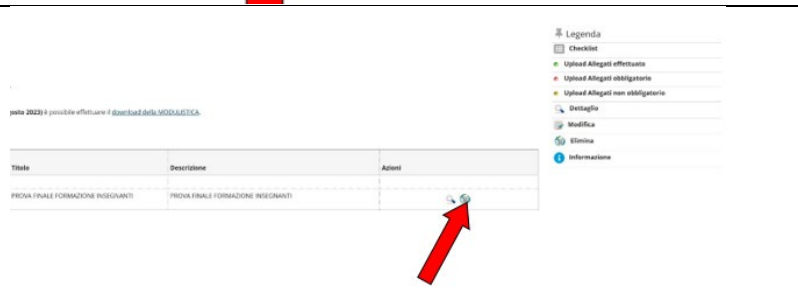 Legenda
Checklist
Upload Allegati effettuato
Upload Allegati obbligatorio
Upload Allegati non obbligatorio
Dettaglio
Modifica
Elimina
Informazione
2023) è possibile effettuare il download della MODULISTICA.
Titolo Descrizione Azioni
PROVA FINALE FORMAZIONE INSEGNANTI PROVA FINALE FORMAZIONE INSEGNANTI